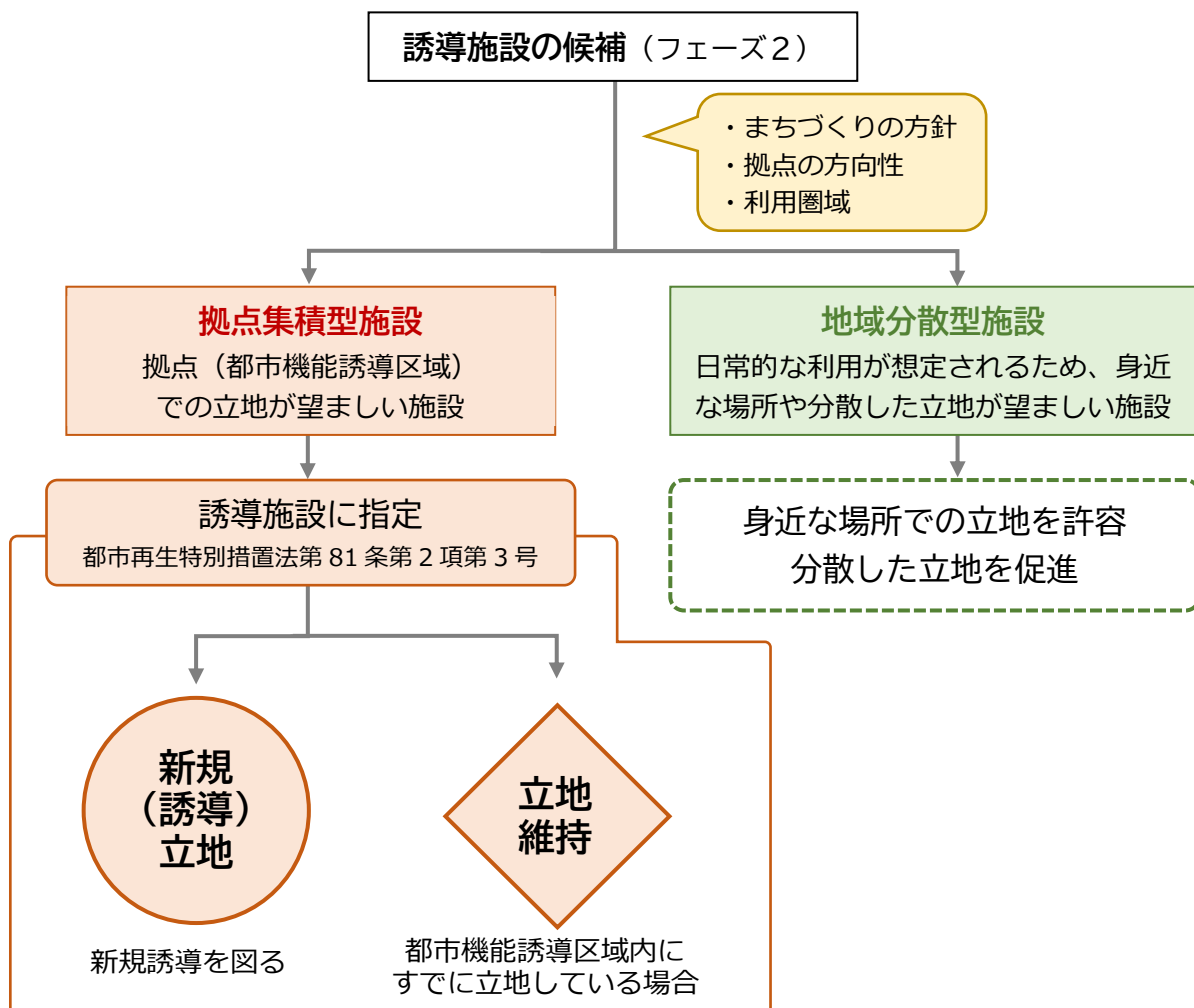 誘導施設の候補（フェーズ２）
・まちづくりの方針
・拠点の方向性
・利用圏域
拠点集積型施設
拠点（都市機能誘導区域）
での立地が望ましい施設
地域分散型施設
日常的な利用が想定されるため、身近
な場所や分散した立地が望ましい施設
誘導施設に指定
都市再生特別措置法第 81 条第２項第３号
身近な場所での立地を許容
分散した立地を促進
新規
（誘導）
立地
新規誘導を図る
立地
維持
都市機能誘導区域内に
すでに立地している場合